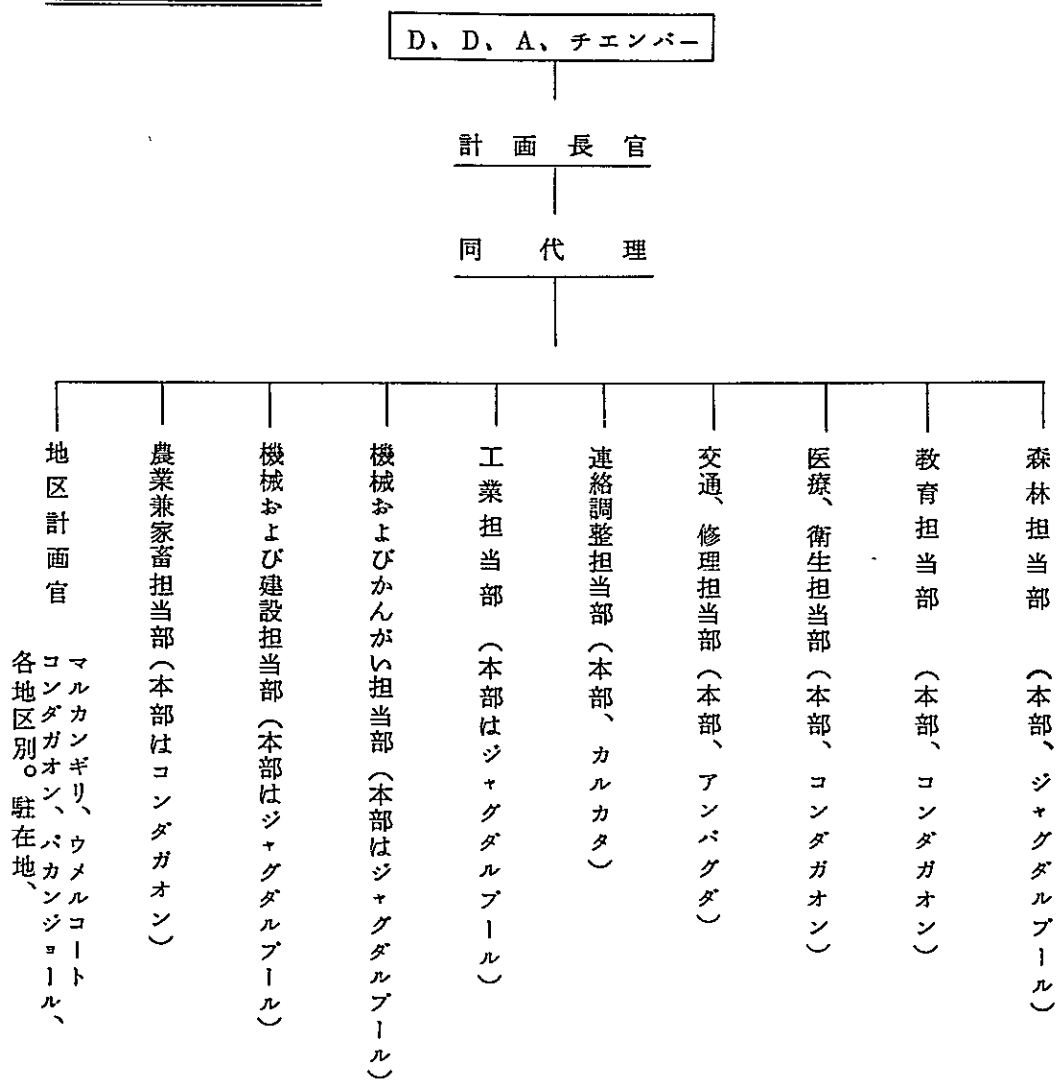 D、D、A、チエンバー
計画長官
同代理
森林担当部（本部、ジャグダルプール）
教育担当部（本部、コンダガオン）
医療、衛生担当部（本部、コンダガオン）
交通、修理担当部（本部、アンバグダ）
連絡調整担当部（本部、カルカタ）
工業担当部（本部はジャグダルプール）
機械およびかんがい担当部（本部はジャグダルプール）
機械および建設担当部（本部はジャグダルプール）
農業兼家畜担当部（本部はコンダガオン）
地区計画官
マルカンギリ、ウメルコート
コンダガオン、パカンジョール、
各地区別。駐在地、